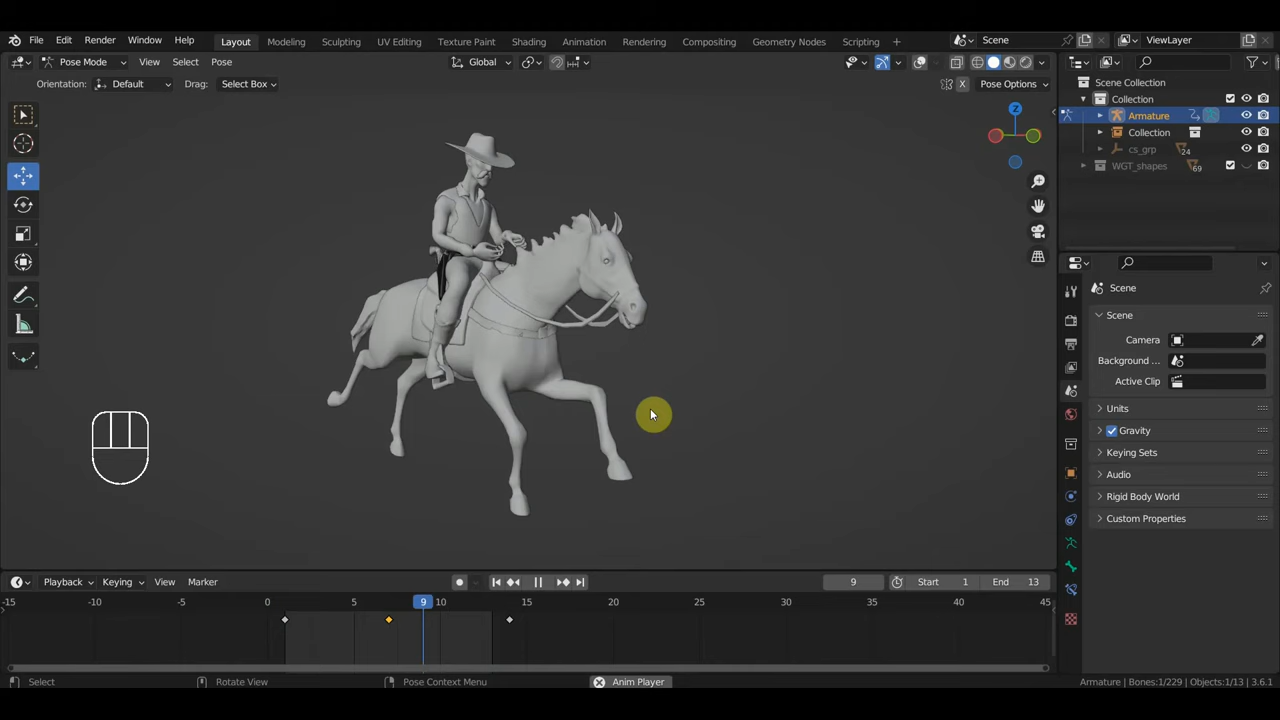 File Edit Render Window Help Layout Modeling Sculpting UV Editing Texture Paint Shading Animation Rendering Compositing Geometry Nodes Scripting + Scene ViewLayer
Pose Mode View Select Pose Global
Orientation: Default Drag: Select Box X Pose Options
Scene Collection
Collection
Armature
Collection
cs_grp 24
WGT_shapes 69
Z
Scene
Scene
Camera
Background ...
Active Clip
Units
Gravity
Keying Sets
Audio
Rigid Body World
Custom Properties
Playback Keying View Marker 9 Start 1 End 13
-15 -10 -5 0 5 9 10 15 20 25 30 35 40 45
Select Rotate View Pose Context Menu Anim Player Armature | Bones:1/229 | Objects:1/13 | 3.6.1